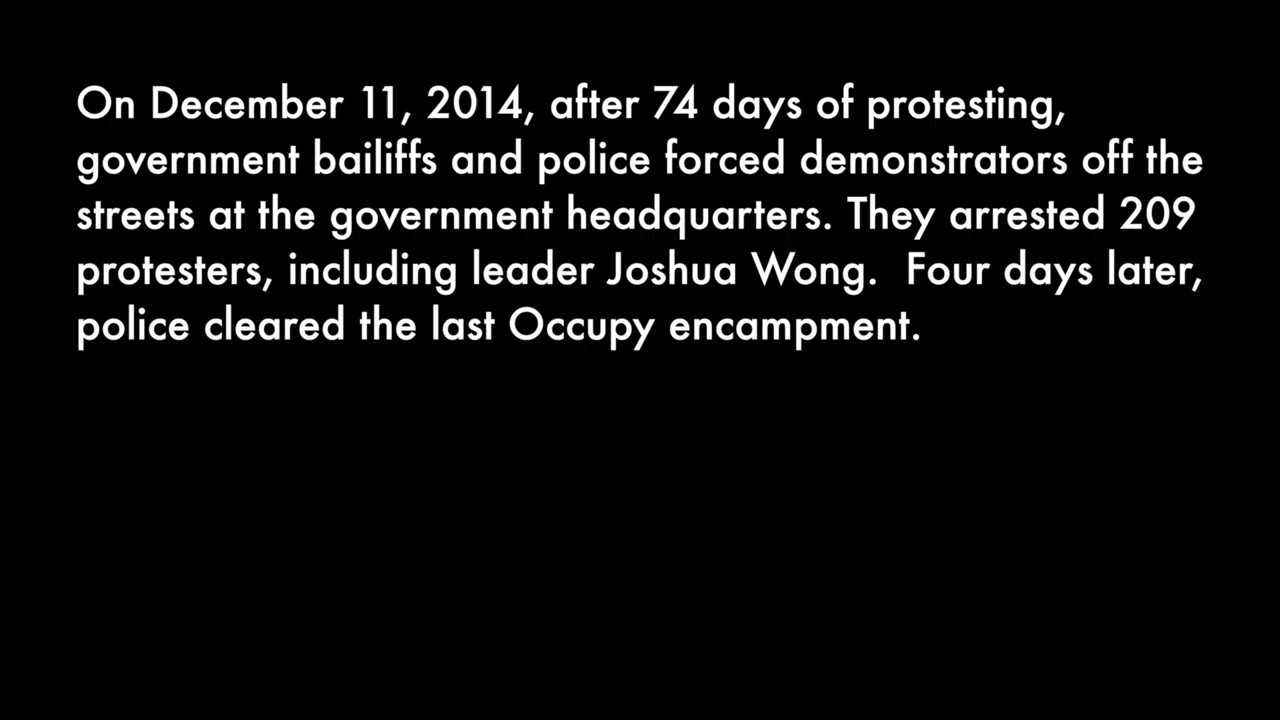 On December 11, 2014, after 74 days of protesting,
government bailiffs and police forced demonstrators off the
streets at the government headquarters. They arrested 209
protesters, including leader Joshua Wong.  Four days later,
police cleared the last Occupy encampment.